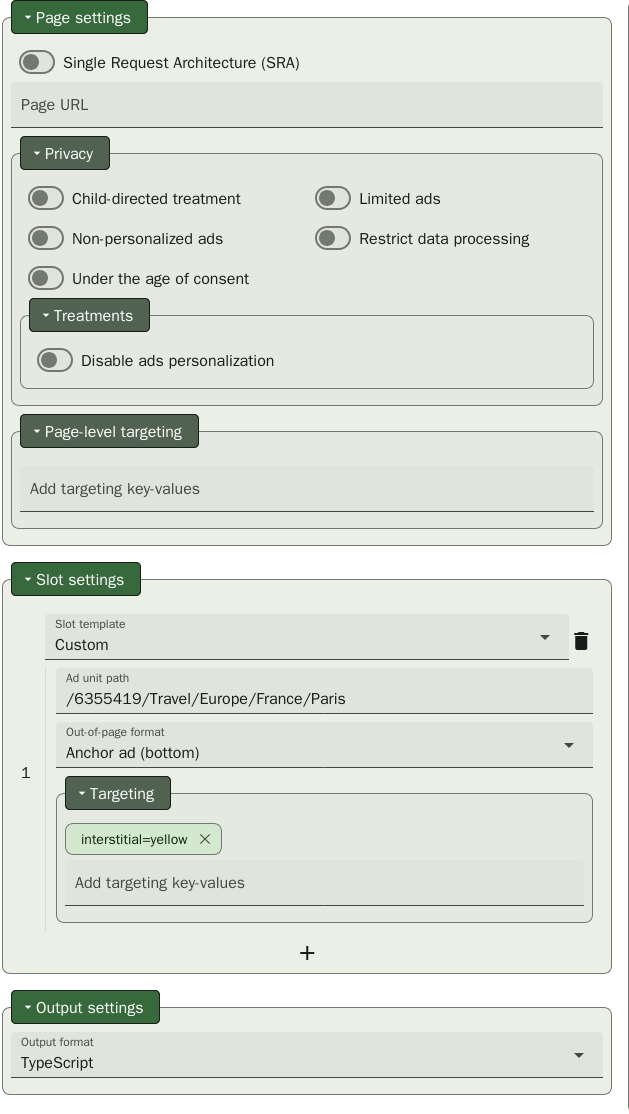 Page settings
Single Request Architecture (SRA)
Page URL
Privacy
Child-directed treatment
Limited ads
Non-personalized ads
Restrict data processing
Under the age of consent
Treatments
Disable ads personalization
Page-level targeting
Add targeting key-values
Slot settings
Slot template
Custom
Ad unit path
/6355419/Travel/Europe/France/Paris
Out-of-page format
Anchor ad (bottom)
1
Targeting
interstitial=yellow
Add targeting key-values
Output settings
Output format
TypeScript